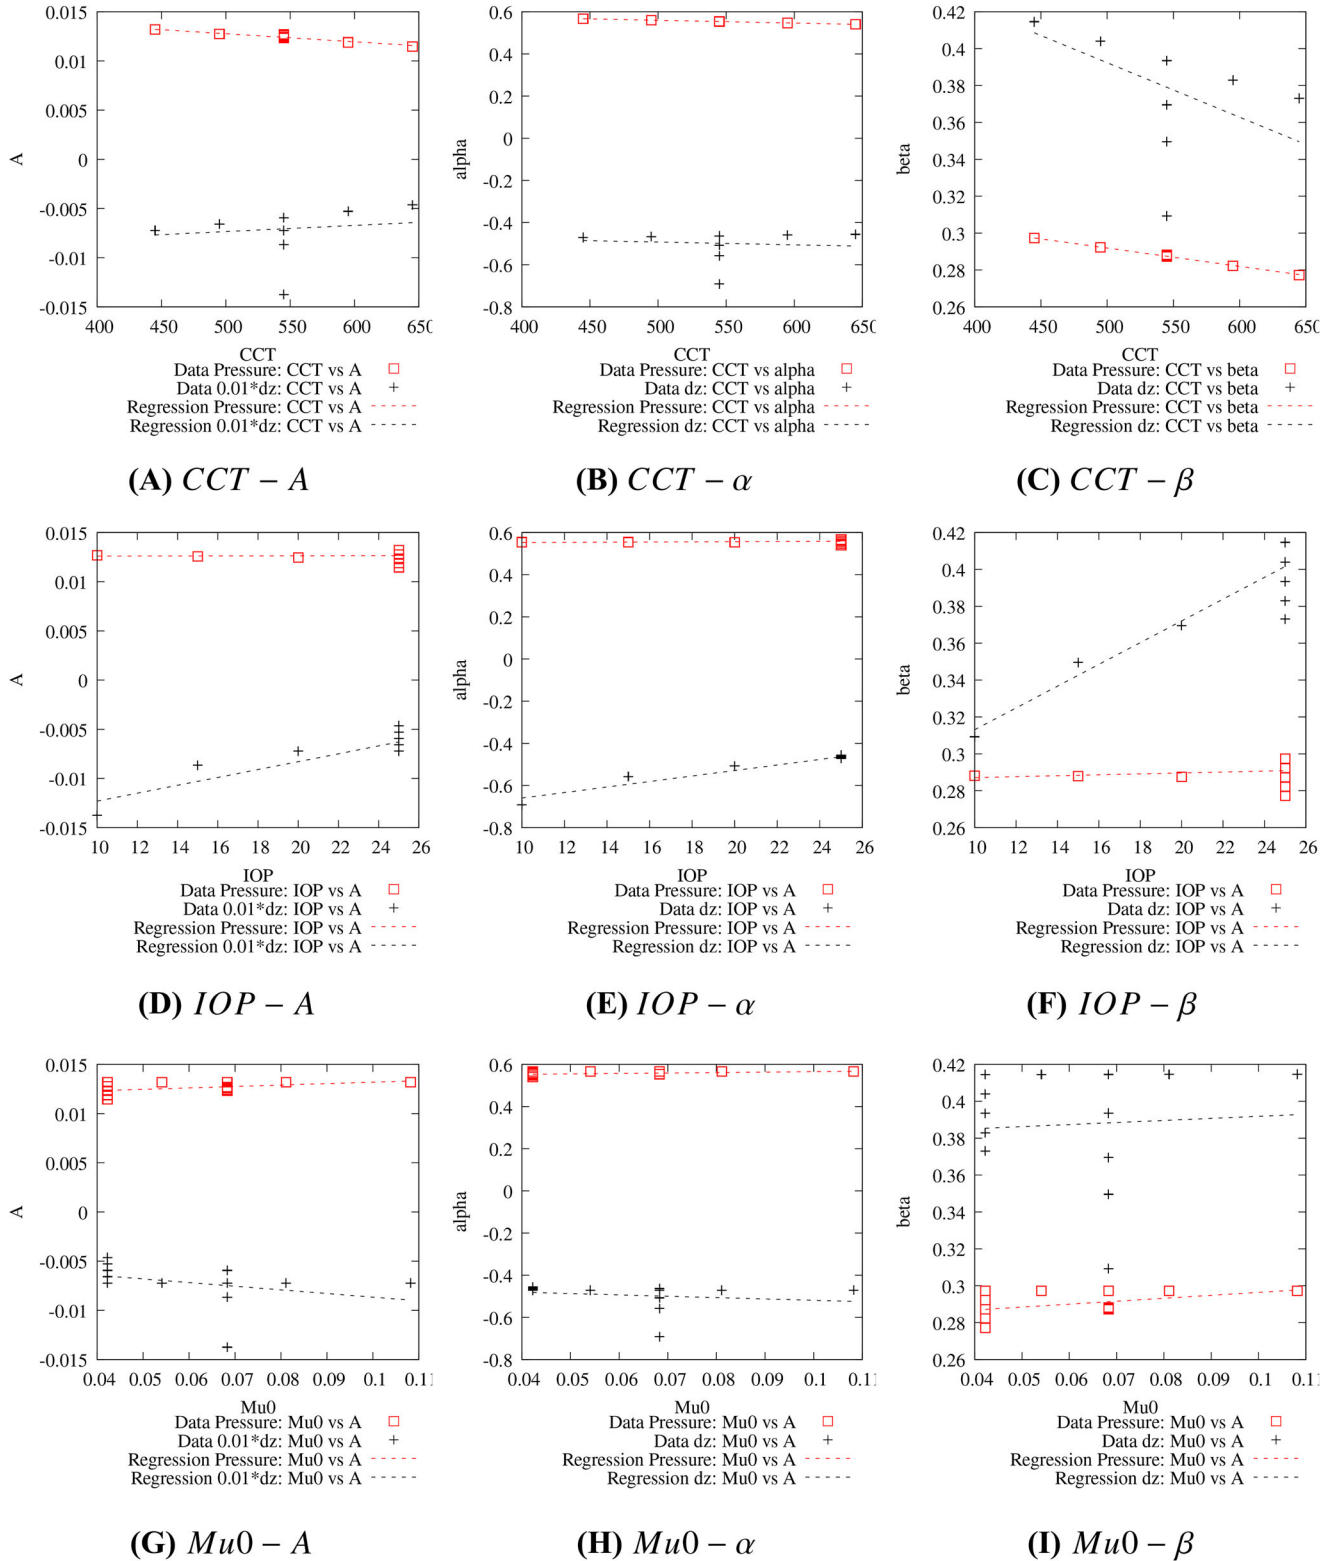 0.015
0.01
0.005
0
-0.005
-0.01
-0.015
A
400 450 500 550 600 650
CCT
Data Pressure: CCT vs A
Data 0.01*dz: CCT vs A
Regression Pressure: CCT vs A
Regression 0.01*dz: CCT vs A
(A) CCT − A
0.6
0.4
0.2
0
-0.2
-0.4
-0.6
-0.8
alpha
400 450 500 550 600 650
CCT
Data Pressure: CCT vs alpha
Data dz: CCT vs alpha
Regression Pressure: CCT vs alpha
Regression dz: CCT vs alpha
(B) CCT − α
0.42
0.4
0.38
0.36
0.34
0.32
0.3
0.28
0.26
beta
400 450 500 550 600 650
CCT
Data Pressure: CCT vs beta
Data dz: CCT vs beta
Regression Pressure: CCT vs beta
Regression dz: CCT vs beta
(C) CCT − β
0.015
0.01
0.005
0
-0.005
-0.01
-0.015
A
10 12 14 16 18 20 22 24 26
IOP
Data Pressure: IOP vs A
Data 0.01*dz: IOP vs A
Regression Pressure: IOP vs A
Regression 0.01*dz: IOP vs A
(D) IOP − A
0.6
0.4
0.2
0
-0.2
-0.4
-0.6
-0.8
alpha
10 12 14 16 18 20 22 24 26
IOP
Data Pressure: IOP vs A
Data dz: IOP vs A
Regression Pressure: IOP vs A
Regression dz: IOP vs A
(E) IOP − α
0.42
0.4
0.38
0.36
0.34
0.32
0.3
0.28
0.26
beta
10 12 14 16 18 20 22 24 26
IOP
Data Pressure: IOP vs A
Data dz: IOP vs A
Regression Pressure: IOP vs A
Regression dz: IOP vs A
(F) IOP − β
0.015
0.01
0.005
0
-0.005
-0.01
-0.015
A
0.04 0.05 0.06 0.07 0.08 0.09 0.1 0.11
Mu0
Data Pressure: Mu0 vs A
Data 0.01*dz: Mu0 vs A
Regression Pressure: Mu0 vs A
Regression 0.01*dz: Mu0 vs A
(G) Mu0 − A
0.6
0.4
0.2
0
-0.2
-0.4
-0.6
-0.8
alpha
0.04 0.05 0.06 0.07 0.08 0.09 0.1 0.11
Mu0
Data Pressure: Mu0 vs A
Data dz: Mu0 vs A
Regression Pressure: Mu0 vs A
Regression dz: Mu0 vs A
(H) Mu0 − α
0.42
0.4
0.38
0.36
0.34
0.32
0.3
0.28
0.26
beta
0.04 0.05 0.06 0.07 0.08 0.09 0.1 0.11
Mu0
Data Pressure: Mu0 vs A
Data dz: Mu0 vs A
Regression Pressure: Mu0 vs A
Regression dz: Mu0 vs A
(I) Mu0 − β